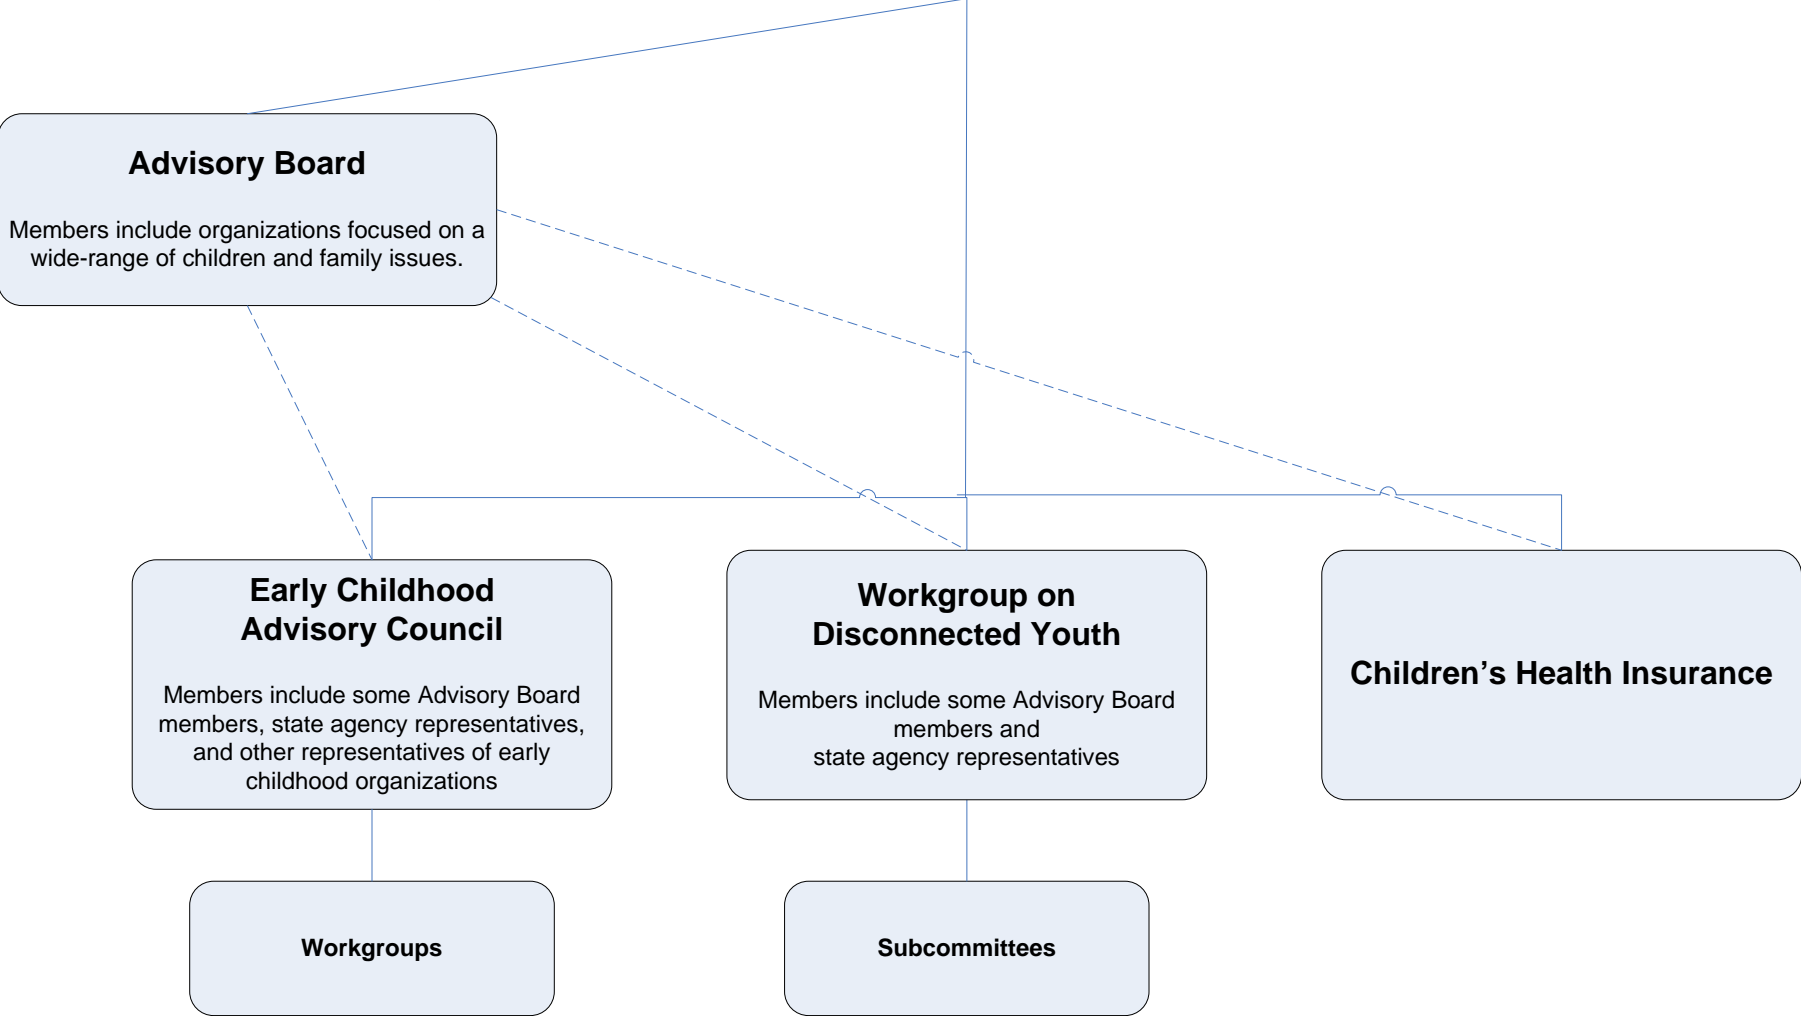 Advisory Board
Members include organizations focused on a
wide-range of children and family issues.
Early Childhood
Advisory Council
Members include some Advisory Board
members, state agency representatives,
and other representatives of early
childhood organizations
Workgroup on
Disconnected Youth
Members include some Advisory Board
members and
state agency representatives
Children’s Health Insurance
Workgroups
Subcommittees